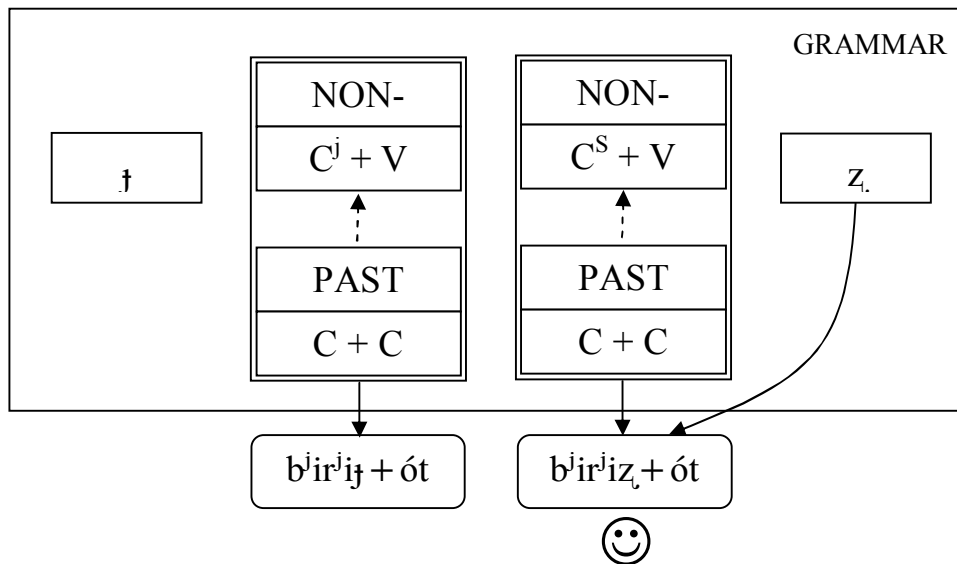 GRAMMAR
NON-
Cʲ + V
NON-
Cˢ + V
ɟ
ʐ
PAST
C + C
PAST
C + C
bʲirʲiɟ + ót
bʲirʲiʐ + ót